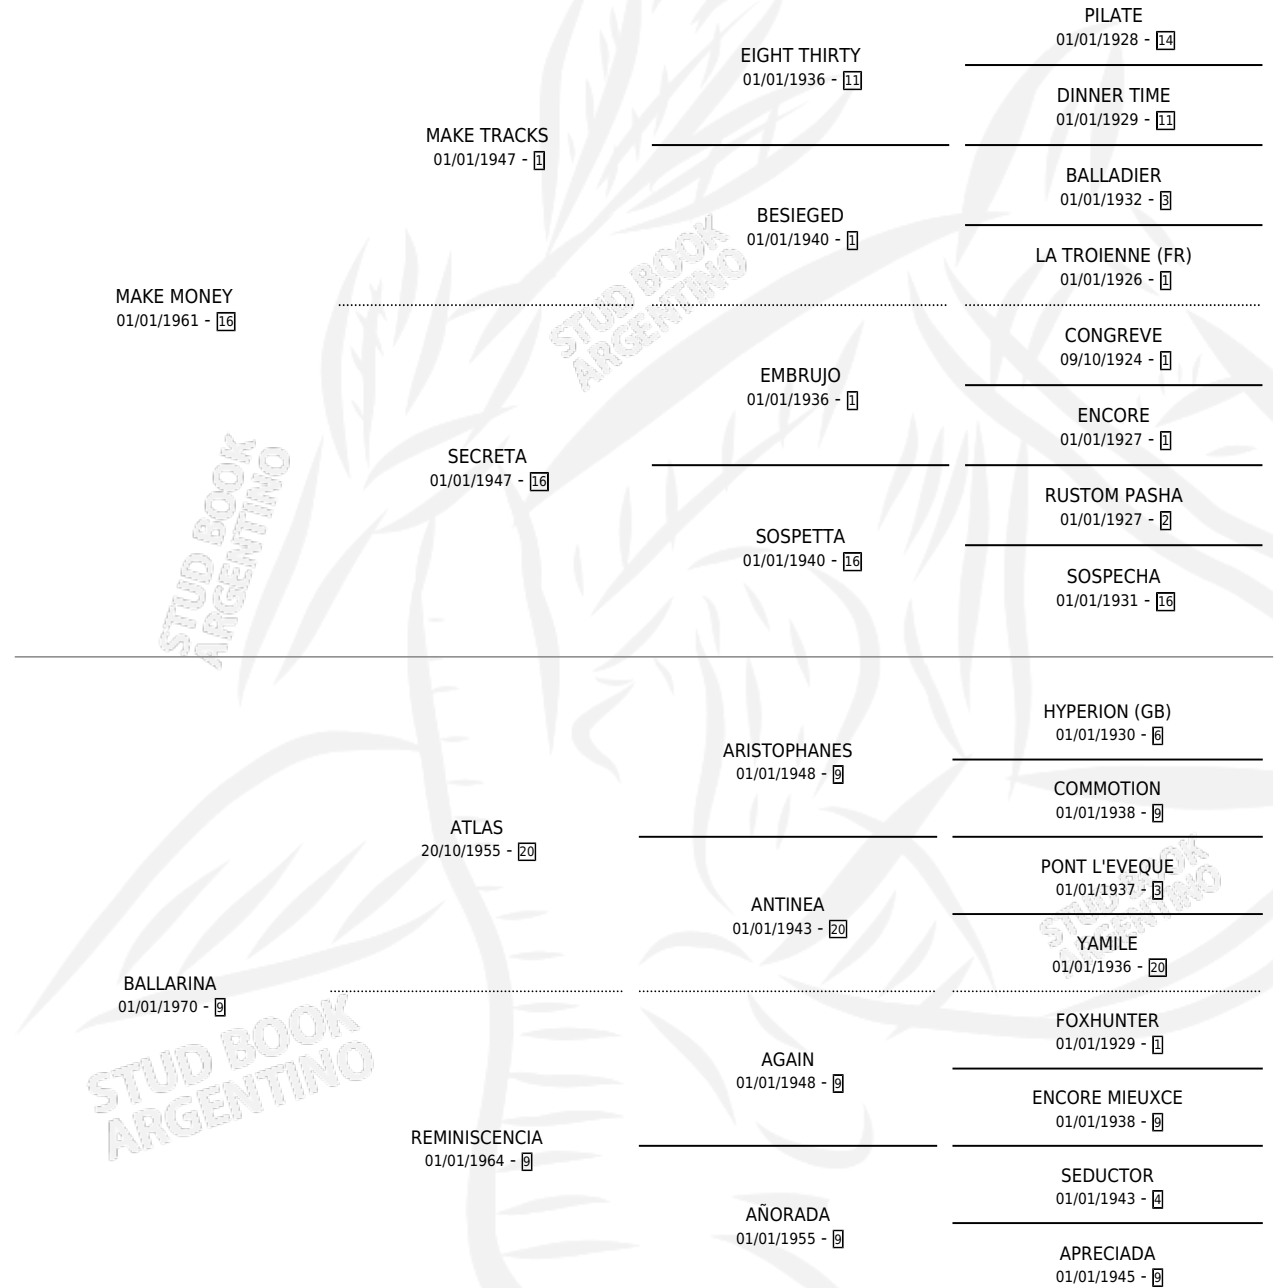 PILATE
01/01/1928 - 14
EIGHT THIRTY
01/01/1936 - 11
DINNER TIME
01/01/1929 - 11
MAKE TRACKS
01/01/1947 - 1
BALLADIER
01/01/1932 - 3
BESIEGED
01/01/1940 - 1
LA TROIENNE (FR)
01/01/1926 - 1
MAKE MONEY
01/01/1961 - 16
STUD BOOK
ARGENTINO
CONGREVE
09/10/1924 - 1
EMBRUJO
01/01/1936 - 1
ENCORE
01/01/1927 - 1
SECRETA
01/01/1947 - 16
RUSTOM PASHA
01/01/1927 - 2
SOSPETTA
01/01/1940 - 16
SOSPECHA
01/01/1931 - 16
STUD BOOK
ARGENTINO
HYPERION (GB)
01/01/1930 - 6
ARISTOPHANES
01/01/1948 - 9
COMMOTION
01/01/1938 - 9
ATLAS
20/10/1955 - 20
PONT L'EVEQUE
01/01/1937 - 3
ANTINEA
01/01/1943 - 20
STUD BOOK
ARGENTINO
YAMILE
01/01/1936 - 20
BALLARINA
01/01/1970 - 9
FOXHUNTER
01/01/1929 - 1
AGAIN
01/01/1948 - 9
ENCORE MIEUXCE
01/01/1938 - 9
STUD BOOK
ARGENTINO
REMINISCENCIA
01/01/1964 - 9
SEDUCTOR
01/01/1943 - 4
AÑORADA
01/01/1955 - 9
APRECIADA
01/01/1945 - 9